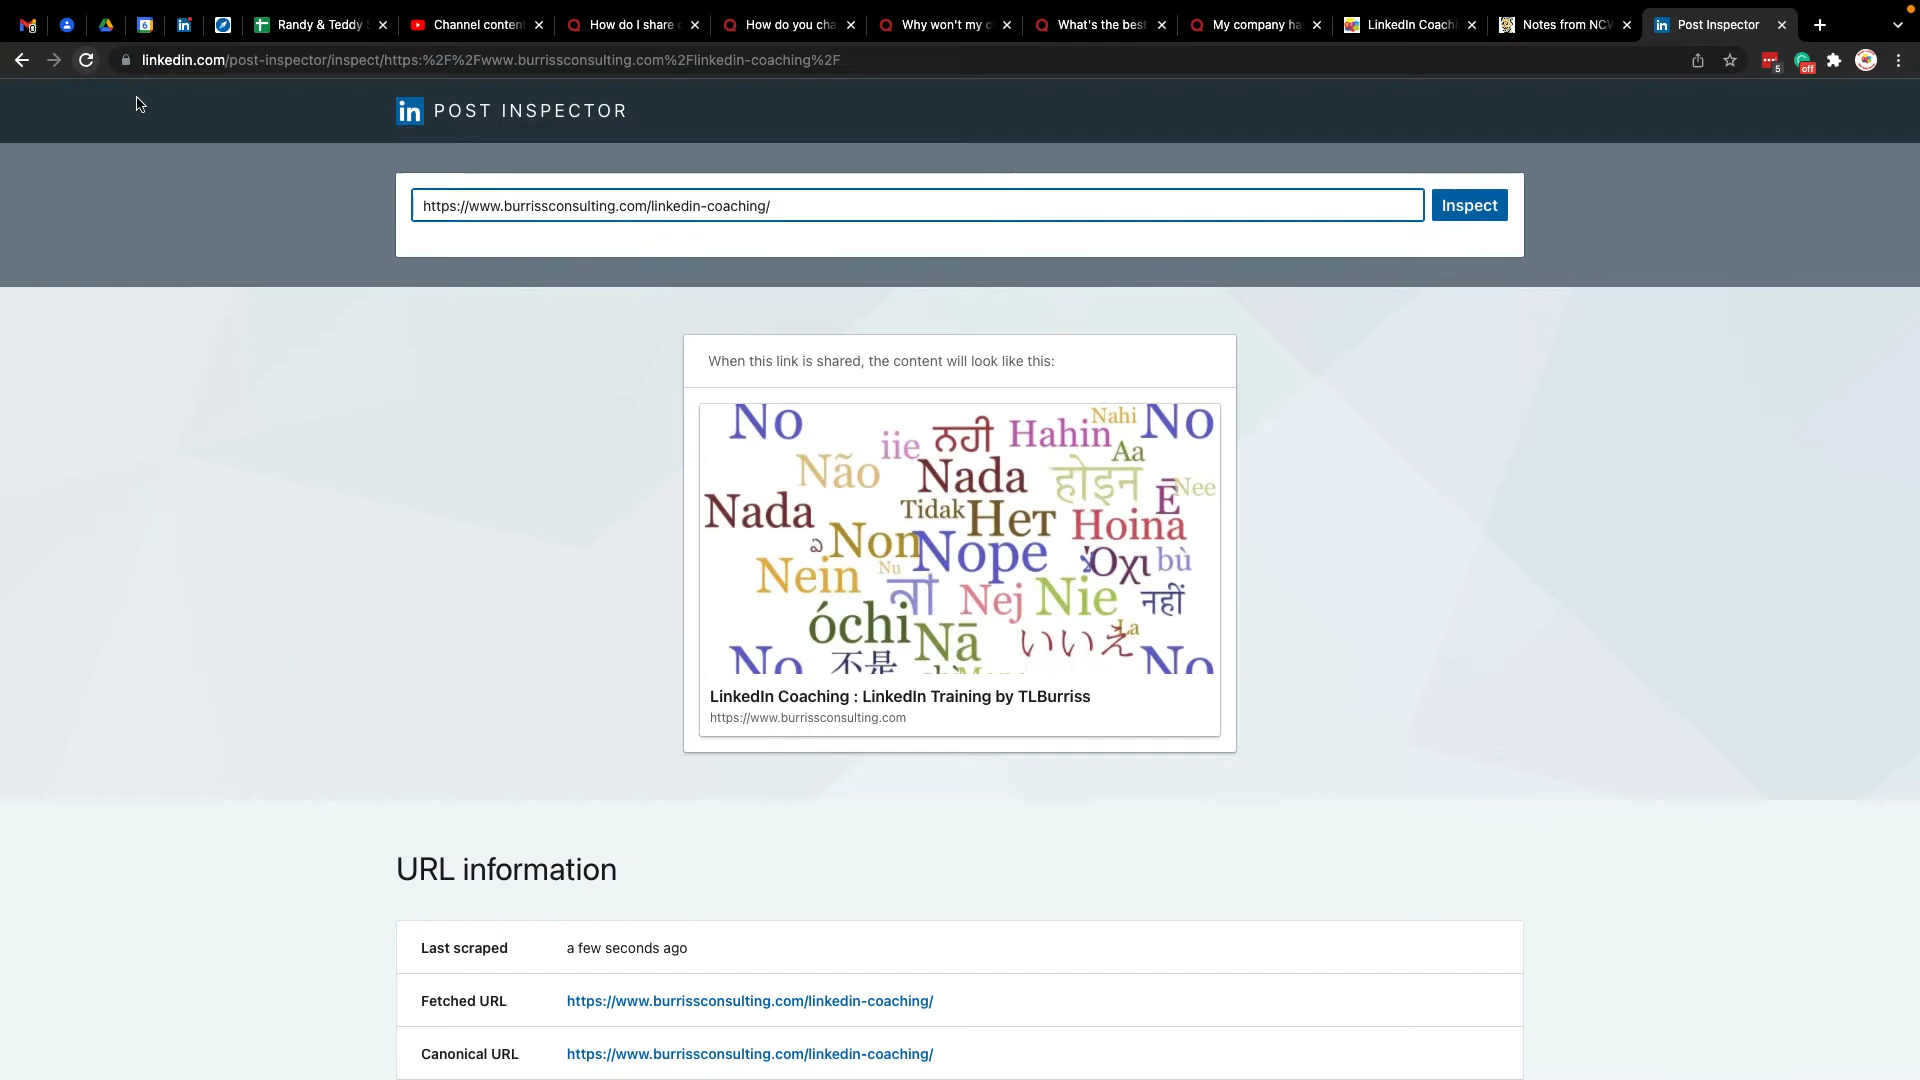 Randy & Teddy
Channel conten
How do I share
How do you cha
Why won't my c
What's the best
My company ha
LinkedIn Coachi
Notes from NCW
Post Inspector
linkedin.com/post-inspector/inspect/https:%2F%2Fwww.burrissconsulting.com%2Flinkedin-coaching%2F
5
off
in POST INSPECTOR
https://www.burrissconsulting.com/linkedin-coaching/
Inspect
When this link is shared, the content will look like this:
No
Nahi
No
iie
ਨਹੀ
Hahin
Aa
Não
Nada
होइन
Nee
Ē
Nada
Tidak
Нет
Hoina
Non
Nope
Όχι
bù
Nein
Nu
Nej
Nie
नहीं
óchi
Nā
いいえ
La
No
不是
No
LinkedIn Coaching : LinkedIn Training by TLBurriss
https://www.burrissconsulting.com
URL information
Last scraped a few seconds ago
Fetched URL https://www.burrissconsulting.com/linkedin-coaching/
Canonical URL https://www.burrissconsulting.com/linkedin-coaching/